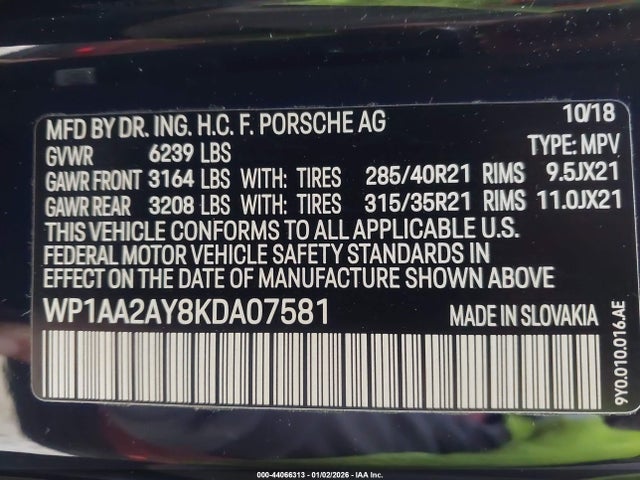 10/18
MFD BY DR. ING. H.C. F. PORSCHE AG
GVWR 6239 LBS TYPE: MPV
GAWR FRONT 3164 LBS WITH: TIRES 285/40R21 RIMS 9.5JX21
GAWR REAR 3208 LBS WITH: TIRES 315/35R21 RIMS 11.0JX21
THIS VEHICLE CONFORMS TO ALL APPLICABLE U.S.
FEDERAL MOTOR VEHICLE SAFETY STANDARDS IN
EFFECT ON THE DATE OF MANUFACTURE SHOWN ABOVE
WP1AA2AY8KDA07581 MADE IN SLOVAKIA
9Y0.010.016.AE
000-44066313 - 01/02/2026 - IAA Inc.